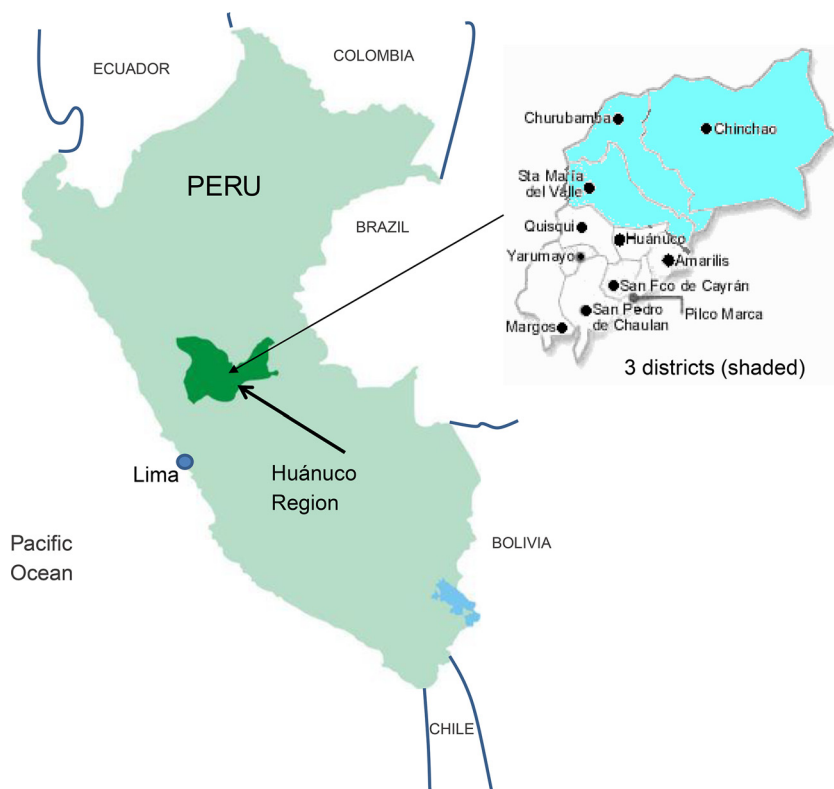 ECUADOR
COLOMBIA
PERU
BRAZIL
Lima
Huánuco
Region
Pacific
Ocean
BOLIVIA
CHILE
Churubamba
Chinchao
Sta Maria
del Valle
Quisqui
Huánuco
Yarumayo
Amarilis
San Fco de Cayrán
San Pedro
de Chaulan
Pilco Marca
Margos
3 districts (shaded)